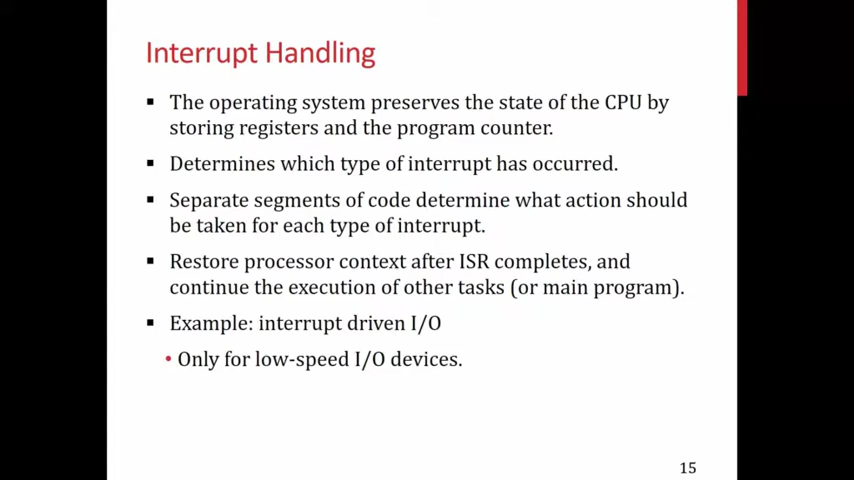 Interrupt Handling
▪ The operating system preserves the state of the CPU by
storing registers and the program counter.
▪ Determines which type of interrupt has occurred.
▪ Separate segments of code determine what action should
be taken for each type of interrupt.
▪ Restore processor context after ISR completes, and
continue the execution of other tasks (or main program).
▪ Example: interrupt driven I/O
• Only for low-speed I/O devices.
15